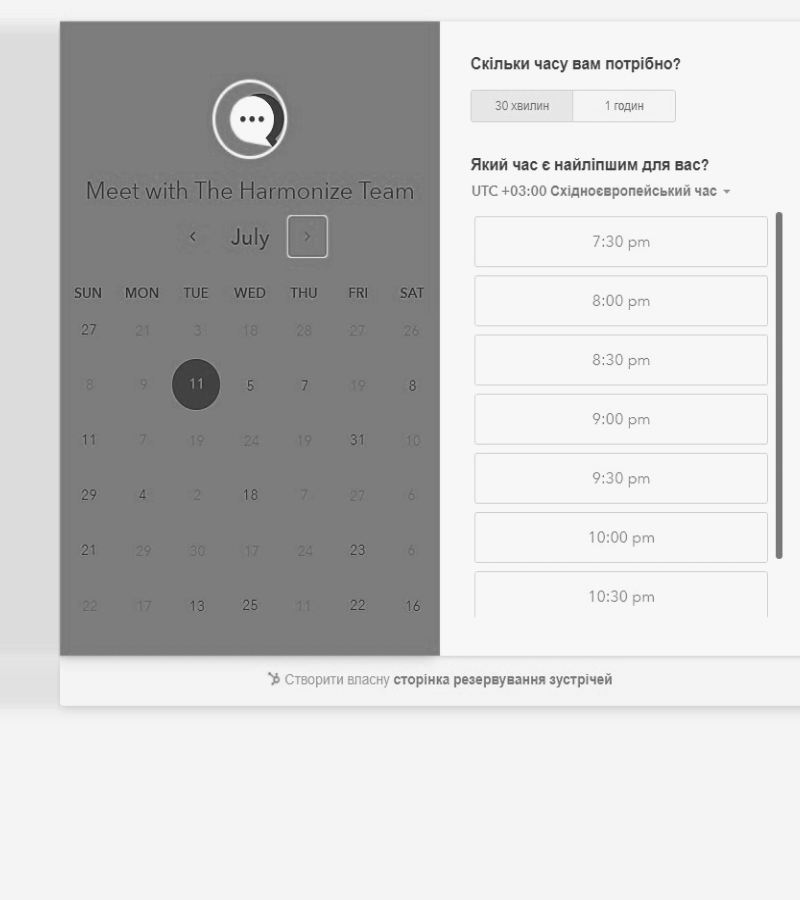 Meet with The Harmonize Team
July
SUN MON TUE WED THU FRI SAT
27 21 3 18 28 27 26
8 9 11 5 7 19 8
11 7 19 24 19 31 10
29 4 2 18 7 27 6
21 29 30 17 24 23 6
22 17 13 25 11 22 16
Скільки часу вам потрібно?
30 хвилин 1 годин
Який час є найліпшим для вас?
UTC +03:00 Східноєвропейський час
7:30 pm
8:00 pm
8:30 pm
9:00 pm
9:30 pm
10:00 pm
10:30 pm
Створити власну сторінка резервування зустрічей